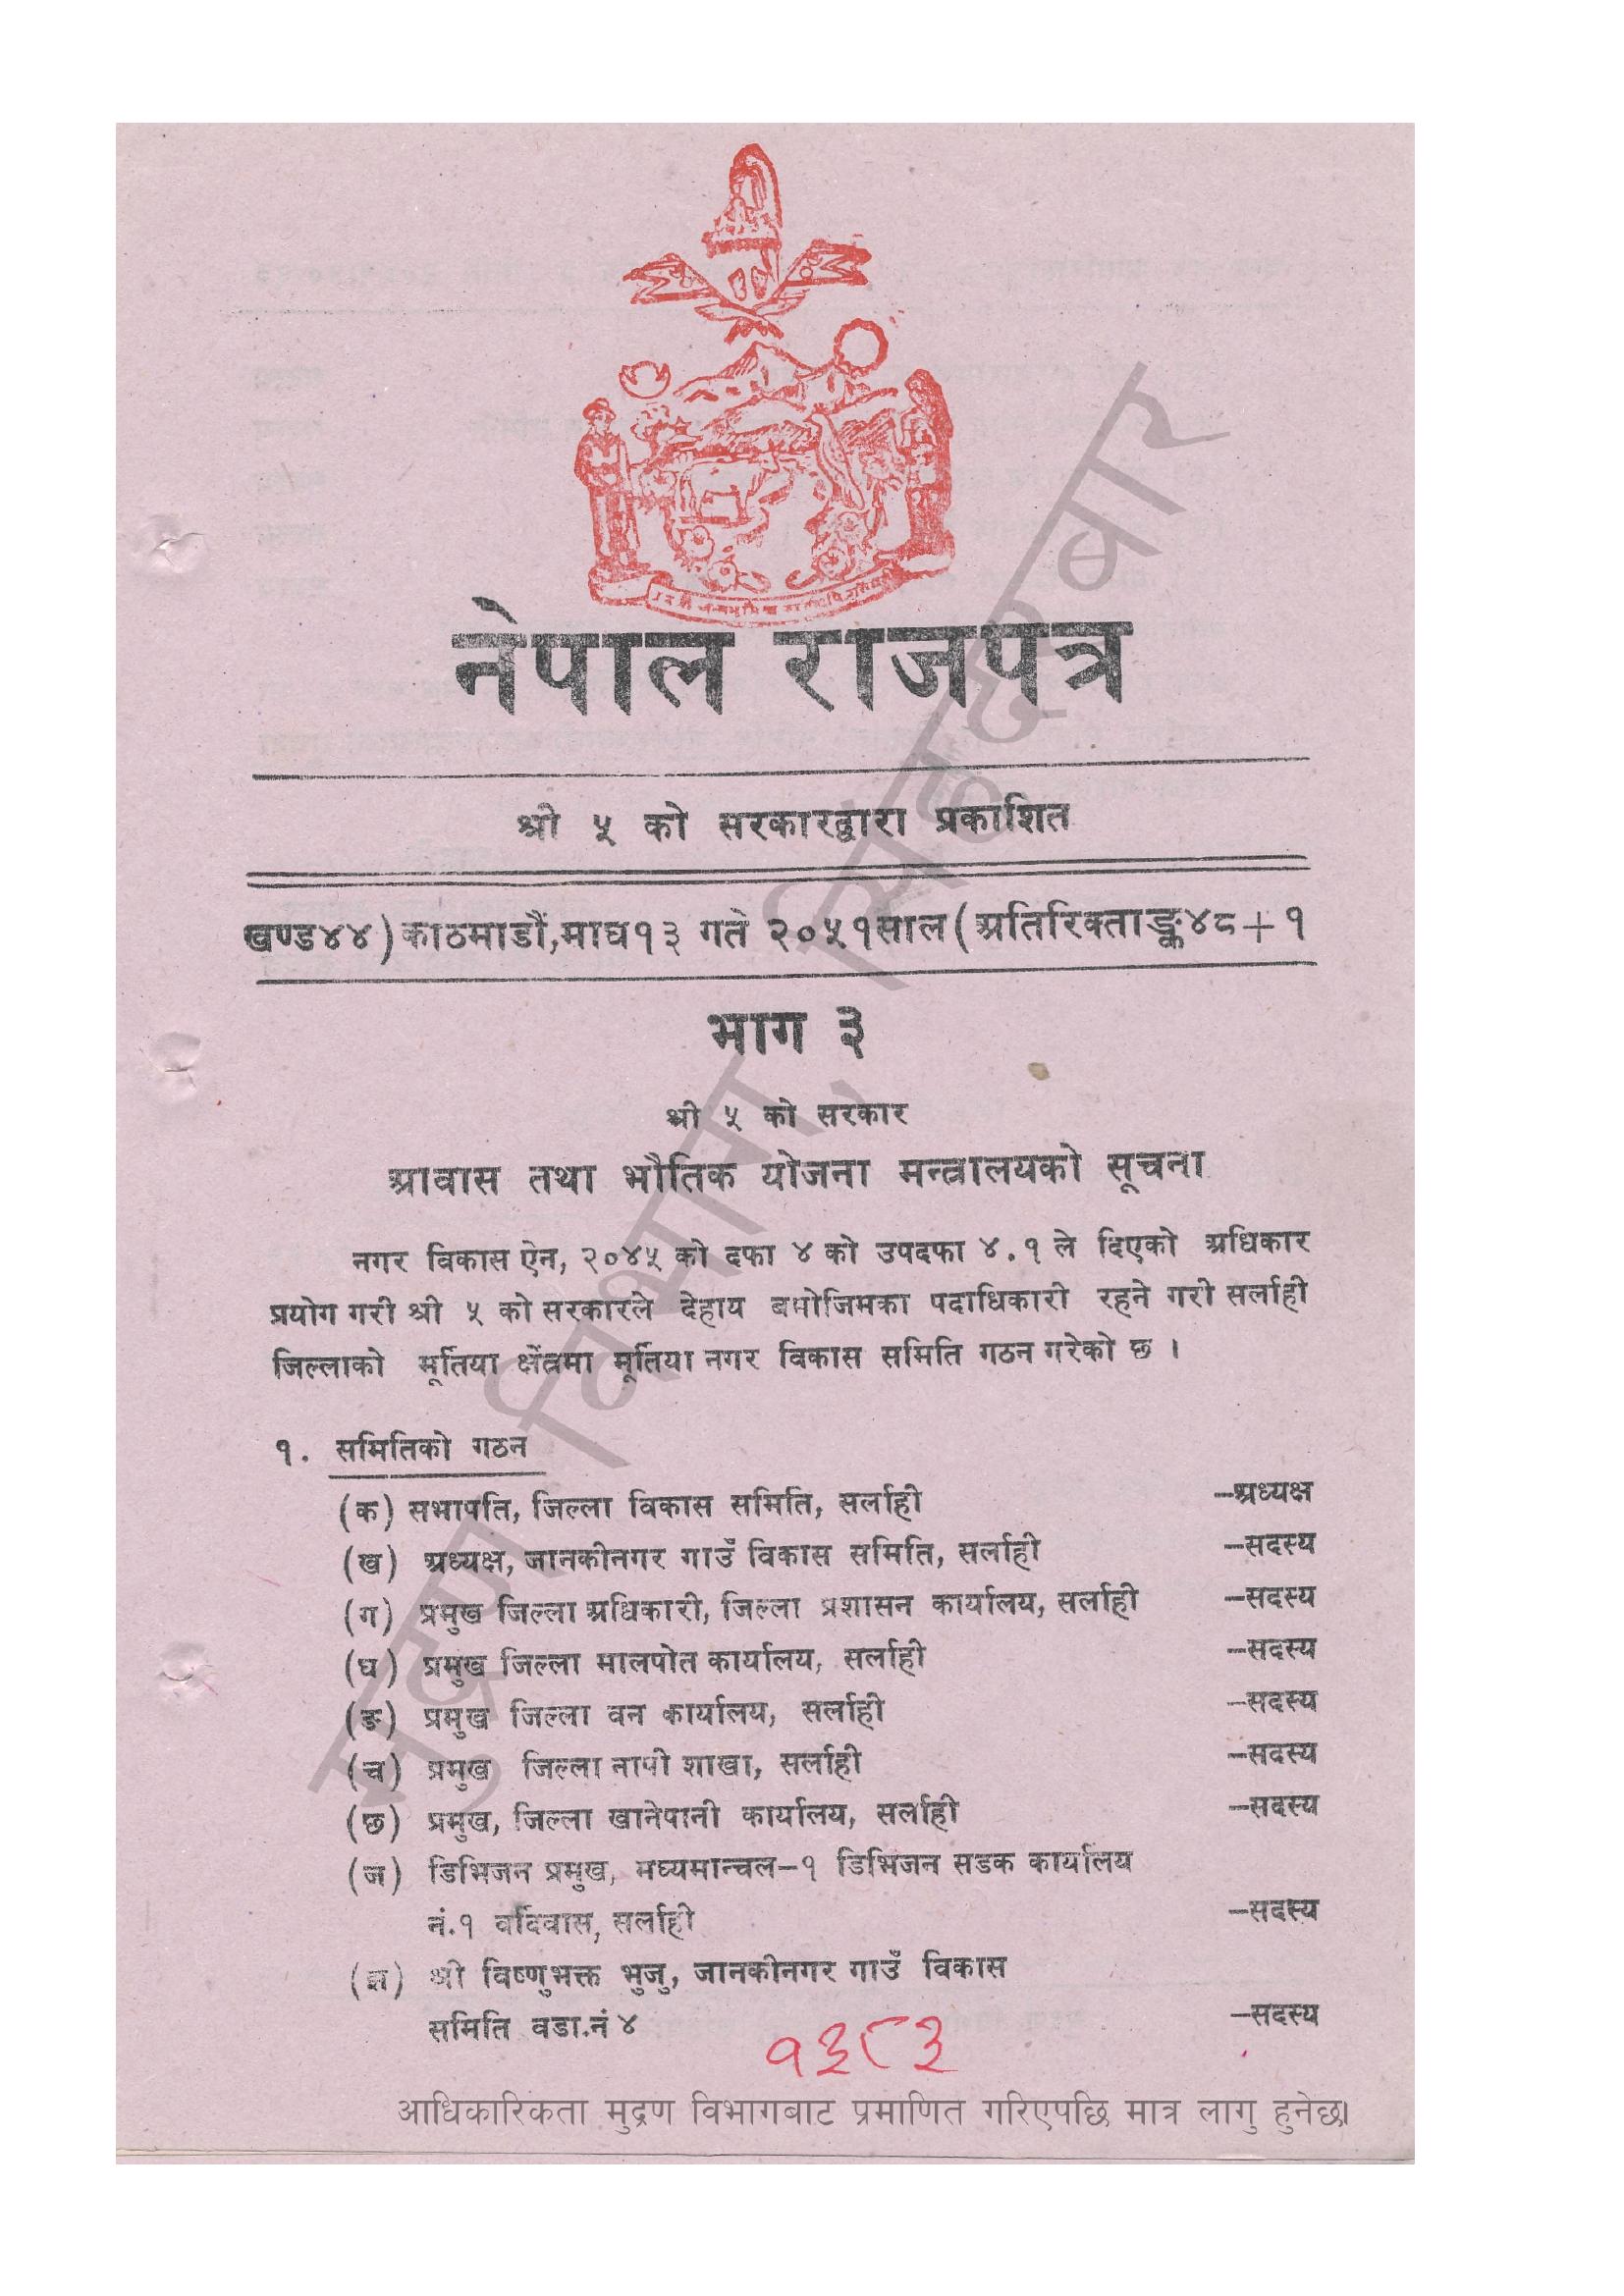 नेपाल राजपत्र
श्री ५ को सरकारद्वारा प्रकाशित
खण्ड४४) काठमाडौं,माघ१३ गते २०५१साल (अतिरिक्ताङ्क४८+१
भाग ३
श्री ५ को सरकार
आवास तथा भौतिक योजना मन्त्रालयको सूचना
नगर विकास ऐन, २०४५ को दफा ४ को उपदफा ४.१ ले दिएको अधिकार
प्रयोग गरी श्री ५ को सरकारले देहाय बमोजिमका पदाधिकारी रहने गरी सर्लाही
जिल्लाको मूर्तिया क्षेत्रमा मूर्तिया नगर विकास समिति गठन गरेको छ ।
१. समितिको गठन
(क) सभापति, जिल्ला विकास समिति, सर्लाही –अध्यक्ष
(ख) अध्यक्ष, जानकीनगर गाउँ विकास समिति, सर्लाही –सदस्य
(ग) प्रमुख जिल्ला अधिकारी, जिल्ला प्रशासन कार्यालय, सर्लाही –सदस्य
(घ) प्रमुख जिल्ला मालपोत कार्यालय, सर्लाही –सदस्य
(ङ) प्रमुख जिल्ला वन कार्यालय, सर्लाही –सदस्य
(च) प्रमुख जिल्ला नापी शाखा, सर्लाही –सदस्य
(छ) प्रमुख, जिल्ला खानेपानी कार्यालय, सर्लाही –सदस्य
(ज) डिभिजन प्रमुख, मध्यमान्चल–१ डिभिजन सडक कार्यालय
नं.१ वर्दिवास, सर्लाही –सदस्य
(झ) श्री विष्णुभक्त भुजु, जानकीनगर गाउँ विकास
समिति वडा.नं ४ –सदस्य
१३८३
आधिकारिकता मुद्रण विभागबाट प्रमाणित गरिएपछि मात्र लागु हुनेछ।
मुद्रण विभाग, सिंहदरवार